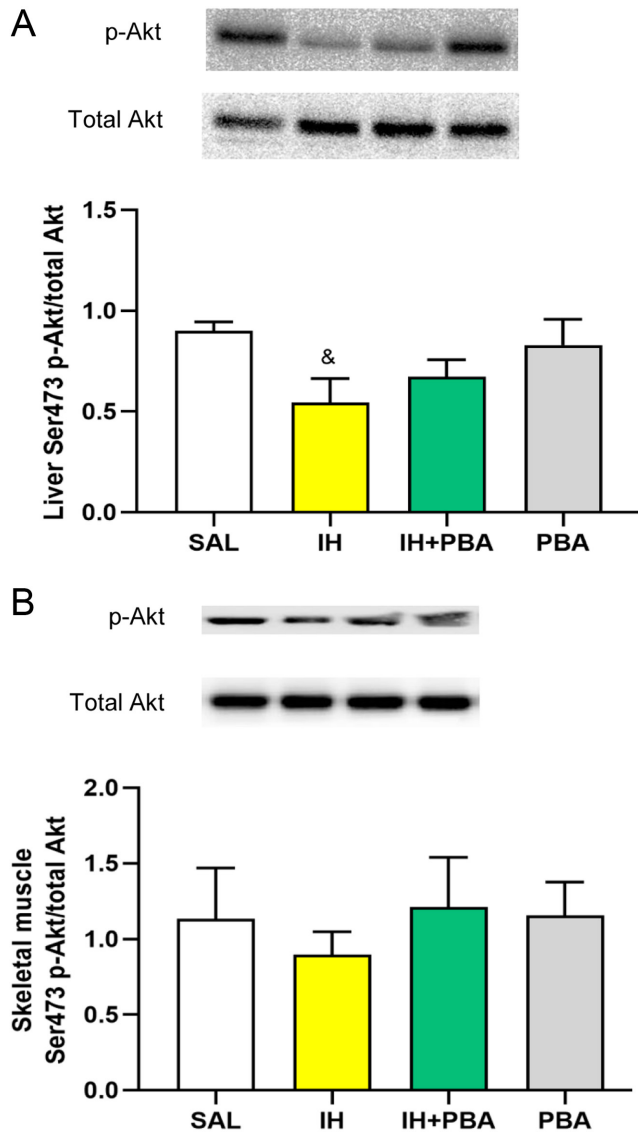 A
p-Akt
Total Akt
Liver Ser473 p-Akt/total Akt
1.5
1.0
0.5
0.0
&
SAL IH IH+PBA PBA
B
p-Akt
Total Akt
Skeletal muscle
Ser473 p-Akt/total Akt
2.0
1.5
1.0
0.5
0.0
SAL IH IH+PBA PBA